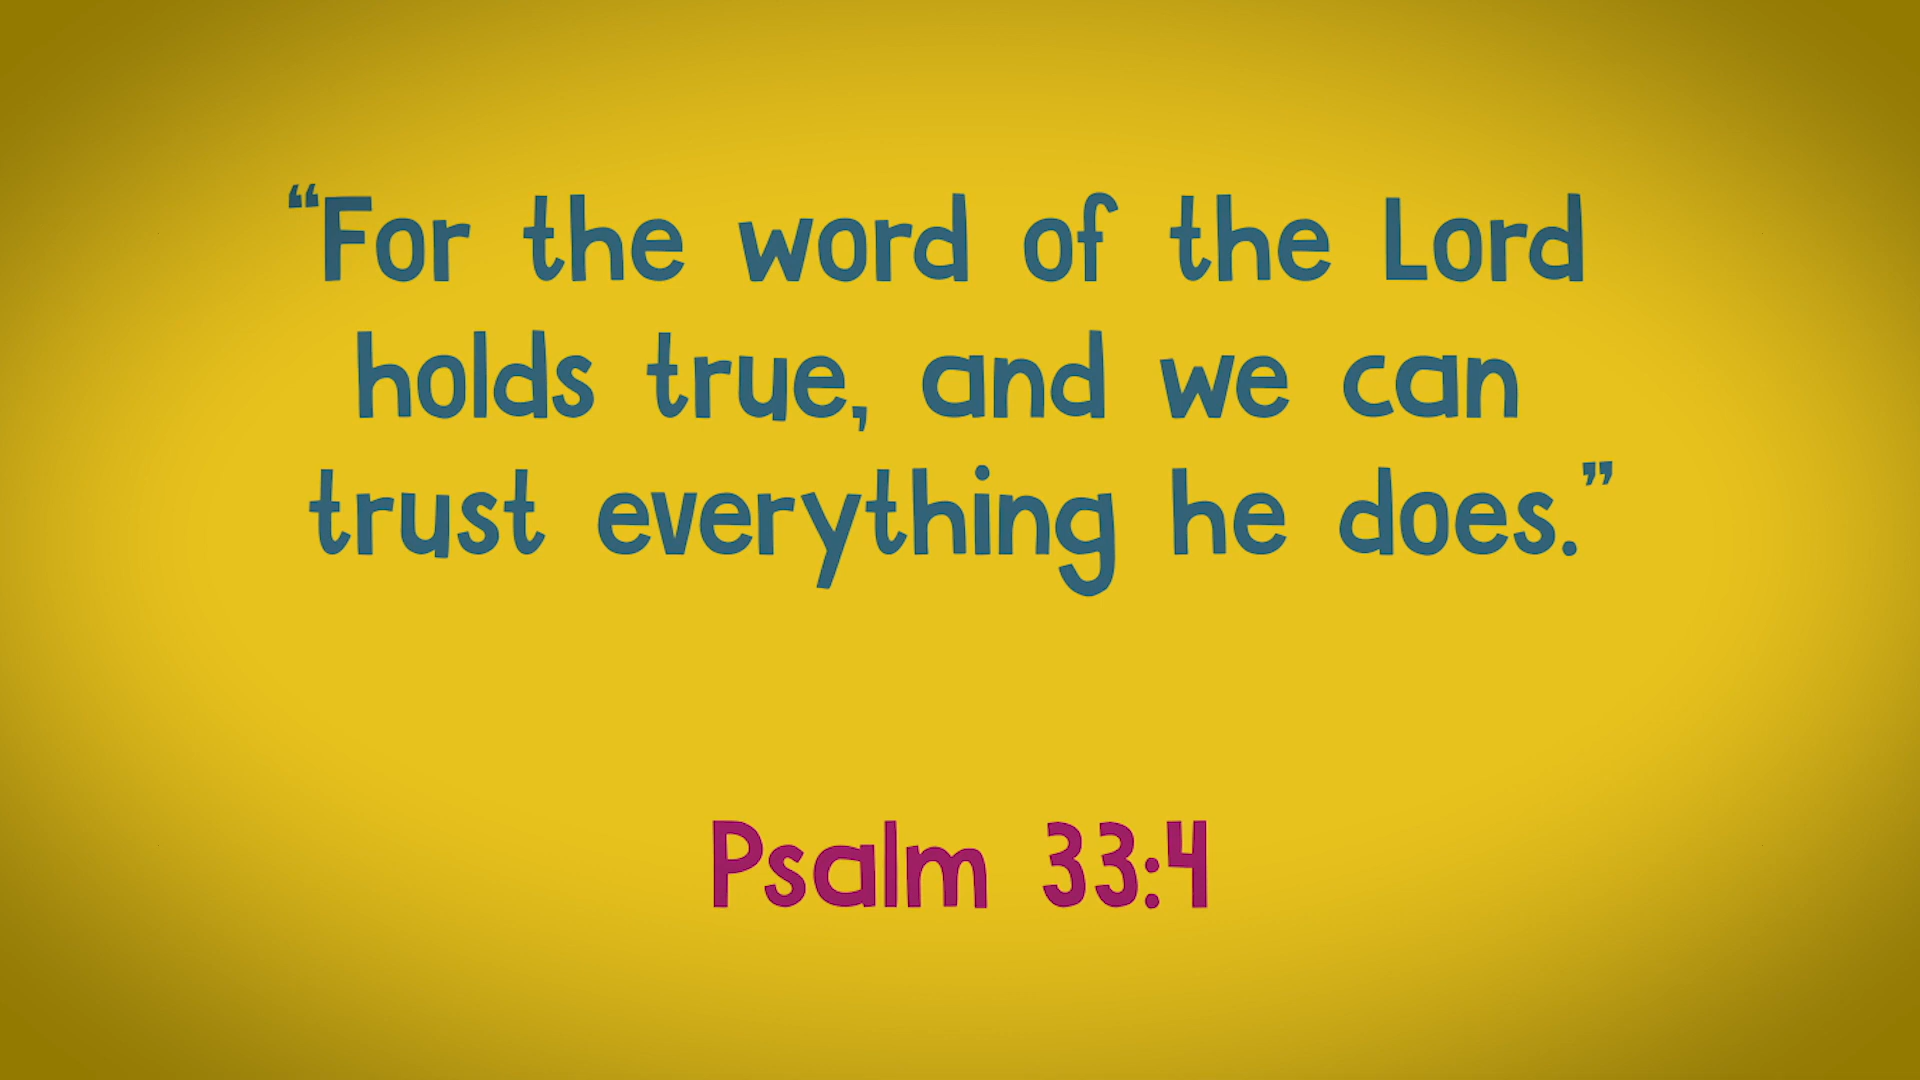 “For the word of the Lord
holds true, and we can
trust everything he does.”
Psalm 33:4